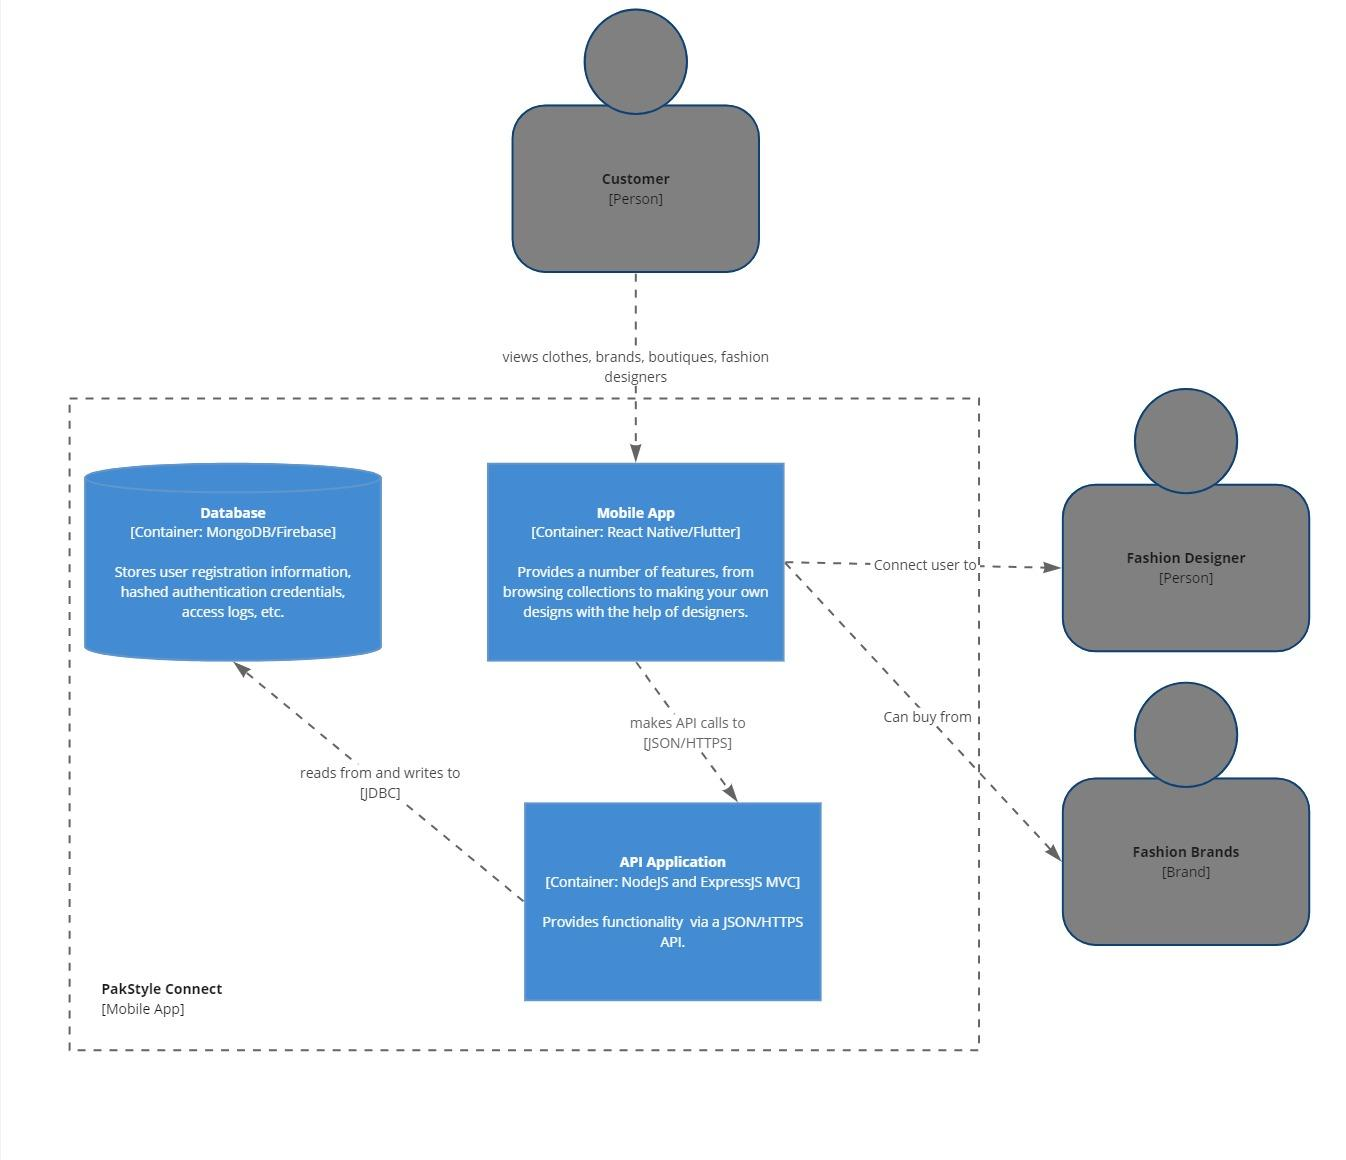 Customer
[Person]
views clothes, brands, boutiques, fashion
designers
Database
[Container: MongoDB/Firebase]
Stores user registration information,
hashed authentication credentials,
access logs, etc.
Mobile App
[Container: React Native/Flutter]
Provides a number of features, from
browsing collections to making your own
designs with the help of designers.
Connect user to
Fashion Designer
[Person]
Can buy from
Fashion Brands
[Brand]
makes API calls to
[JSON/HTTPS]
reads from and writes to
[JDBC]
API Application
[Container: NodeJS and ExpressJS MVC]
Provides functionality  via a JSON/HTTPS
API.
PakStyle Connect
[Mobile App]